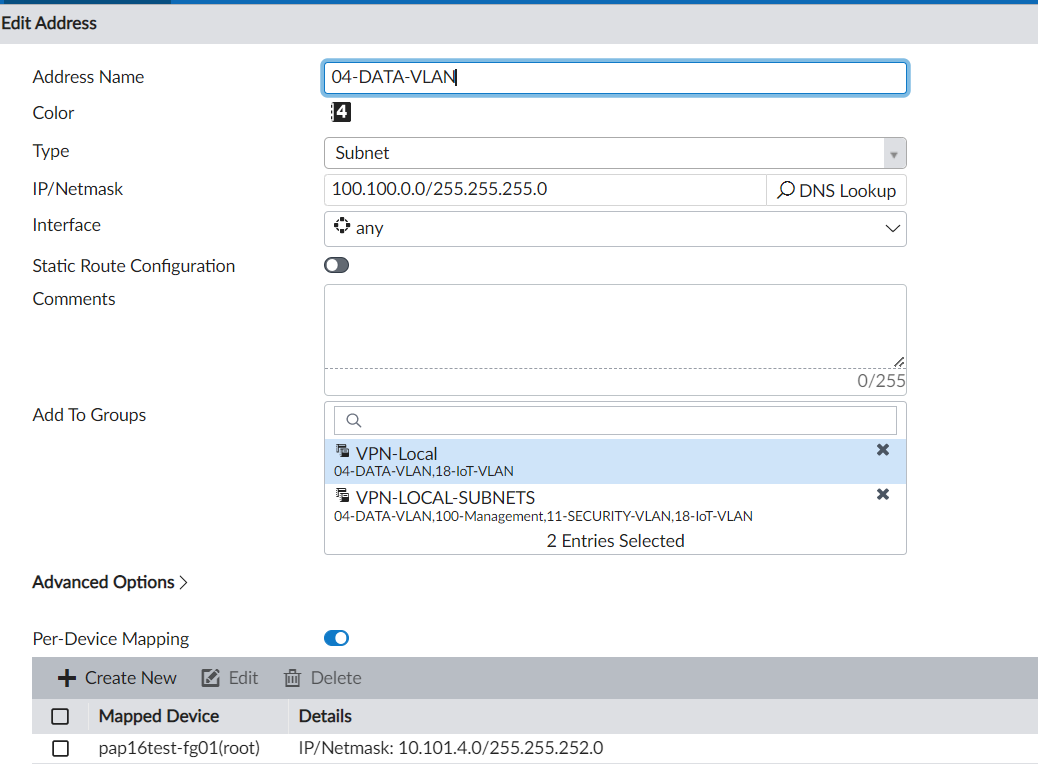 Edit Address
Address Name 04-DATA-VLAN
Color 4
Type Subnet
IP/Netmask 100.100.0.0/255.255.255.0 DNS Lookup
Interface any
Static Route Configuration
Comments
0/255
Add To Groups
VPN-Local
04-DATA-VLAN,18-IoT-VLAN
VPN-LOCAL-SUBNETS
04-DATA-VLAN,100-Management,11-SECURITY-VLAN,18-IoT-VLAN
2 Entries Selected
Advanced Options
Per-Device Mapping
Create New Edit Delete
Mapped Device Details
pap16test-fg01(root) IP/Netmask: 10.101.4.0/255.255.252.0